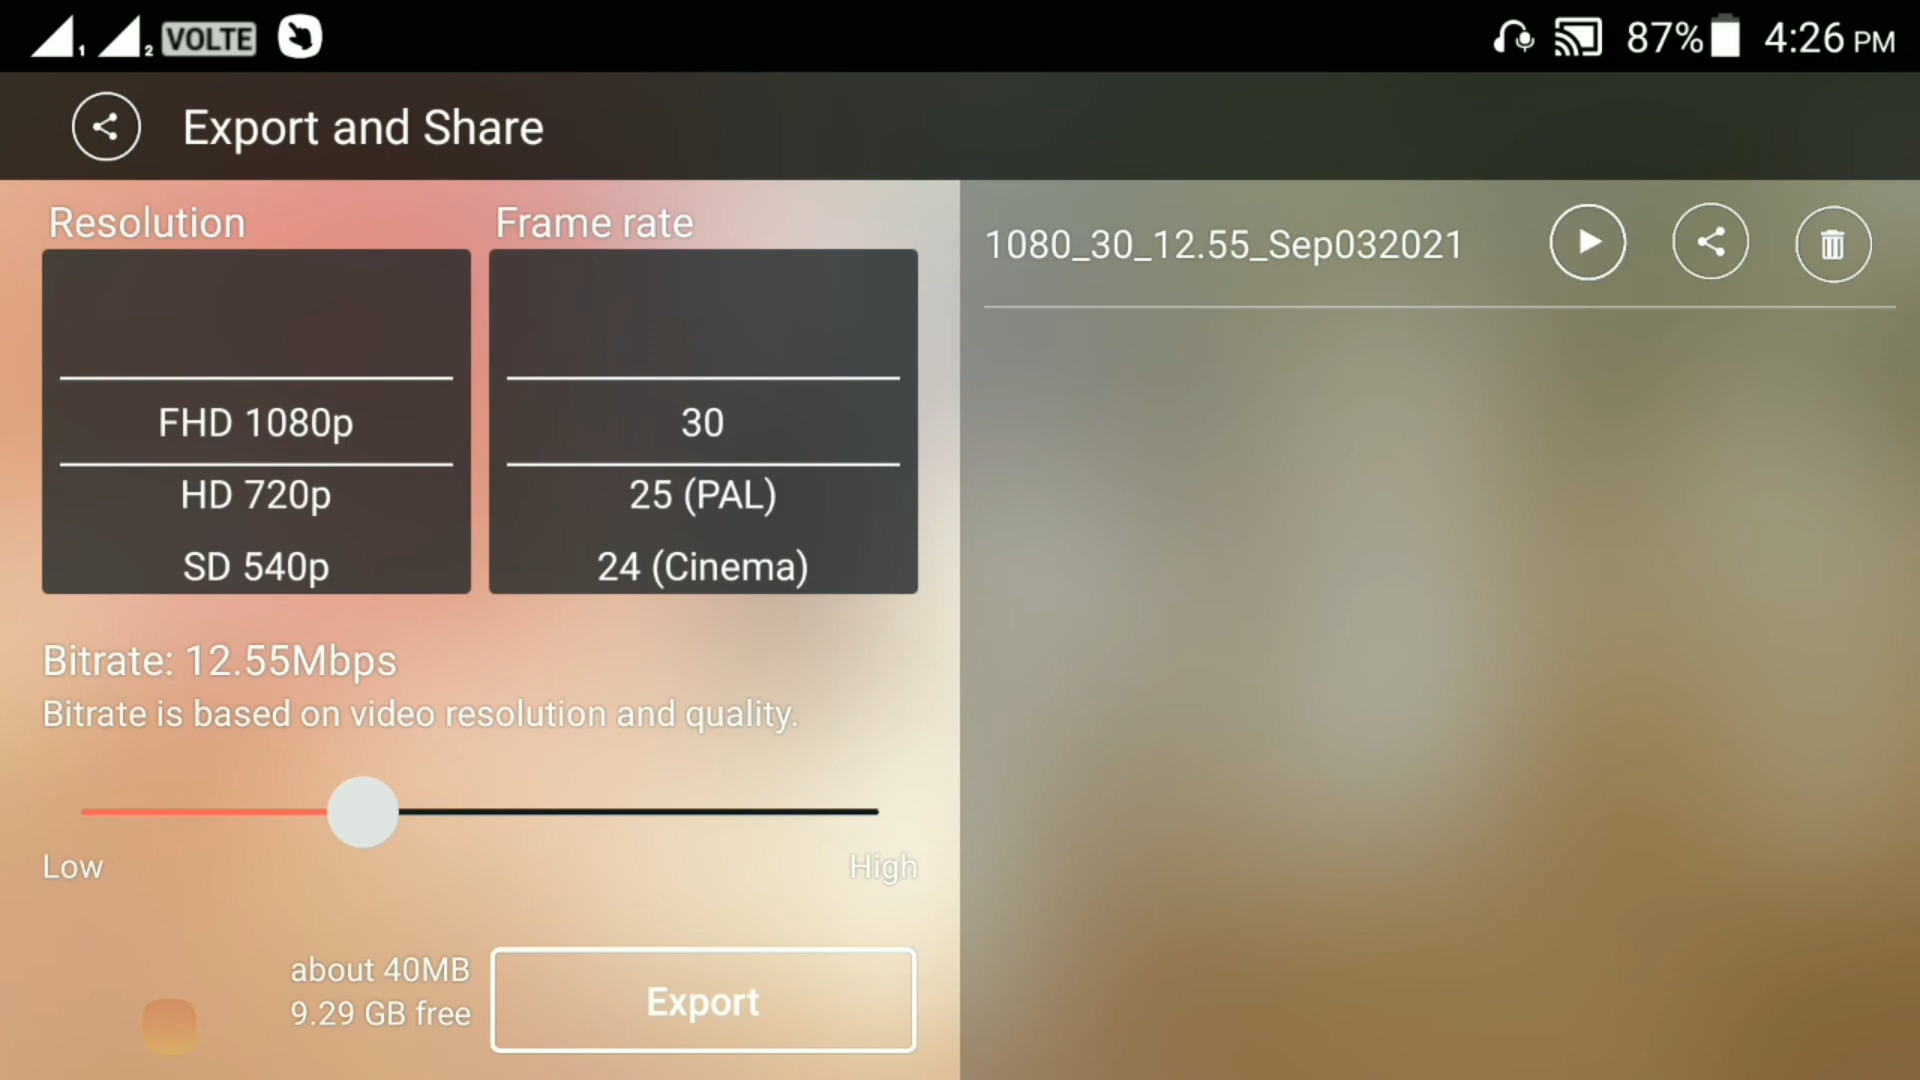 1 2 VOLTE 87% 4:26 PM
Export and Share
Resolution
FHD 1080p
HD 720p
SD 540p
Frame rate
30
25 (PAL)
24 (Cinema)
Bitrate: 12.55Mbps
Bitrate is based on video resolution and quality.
Low High
about 40MB
9.29 GB free
Export
1080_30_12.55_Sep032021